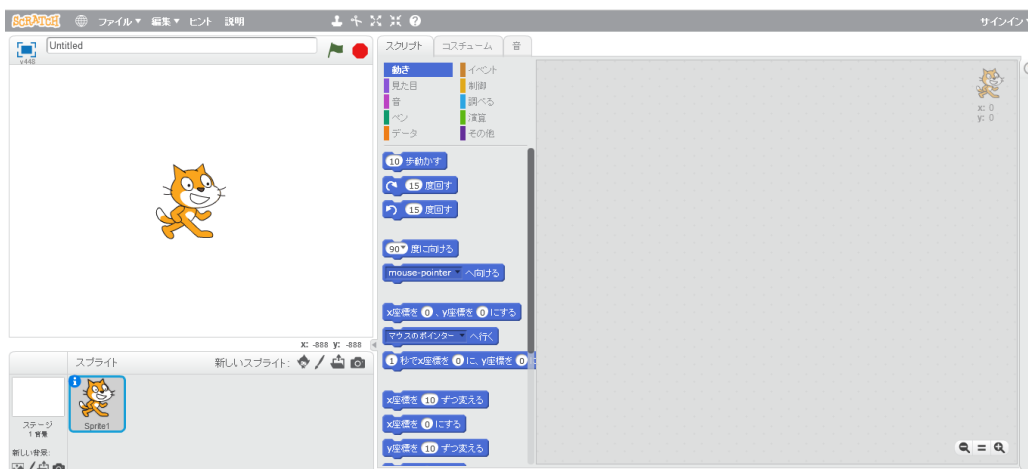 SCRATCH ファイル▼ 編集▼ ヒント 説明 サインイン
v448 Untitled
スクリプト コスチューム 音
動き イベント
見た目 制御
音 調べる
ペン 演算
データ その他
x: 0
y: 0
10 歩動かす
15 度回す
15 度回す
90▼ 度に向ける
mouse-pointer へ向ける
x座標を 0 、y座標を 0 にする
マウスのポインター へ行く
1 秒でx座標を 0 に、y座標を 0
x座標を 10 ずつ変える
x座標を 0 にする
y座標を 10 ずつ変える
X: -888 y: -888
スプライト 新しいスプライト:
ステージ
1 背景
Sprite1
新しい背景: